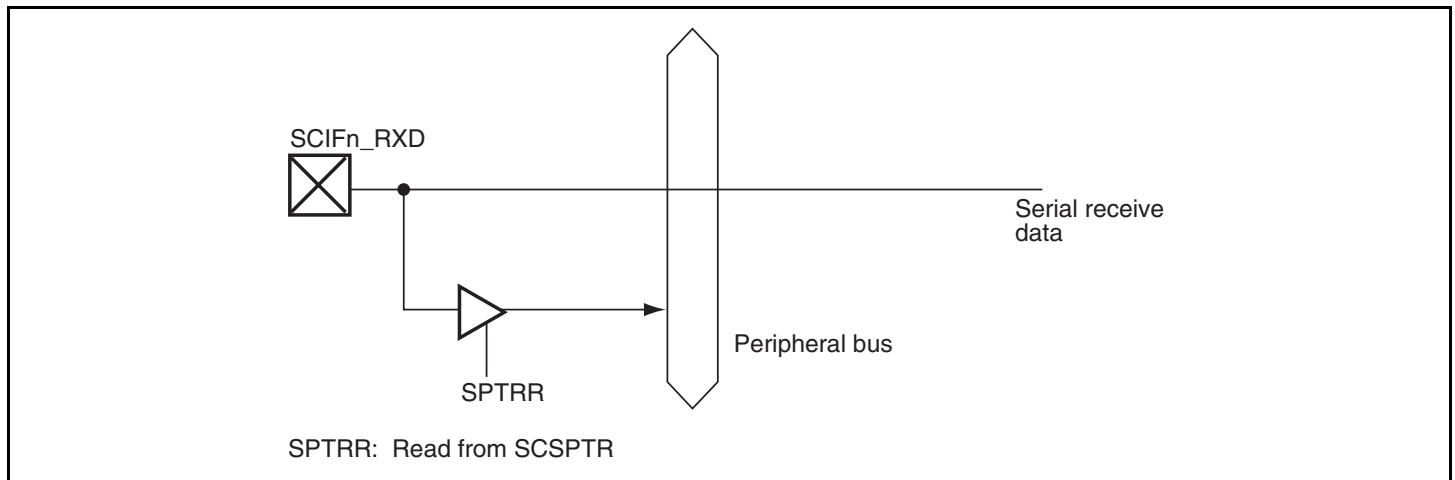 SCIFn_RXD
Serial receive
data
Peripheral bus
SPTRR
SPTRR: Read from SCSPTR